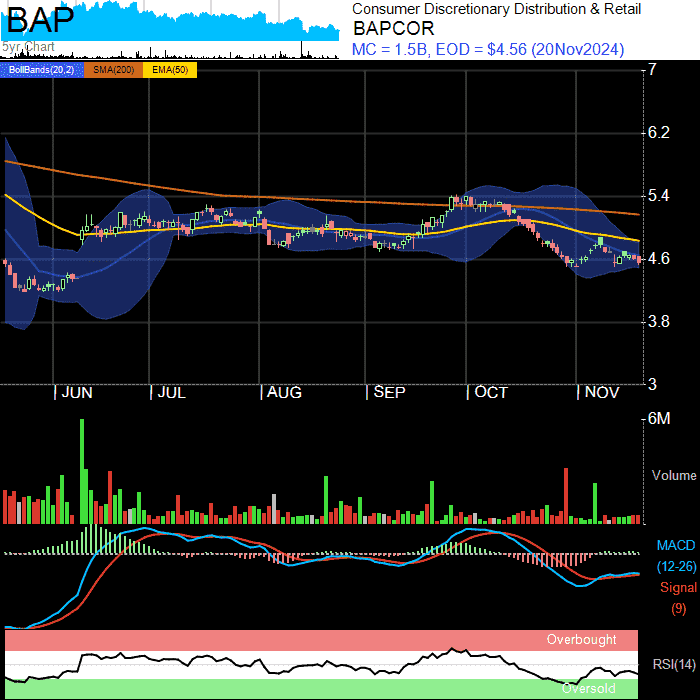 BAP
5yr Chart
Consumer Discretionary Distribution & Retail
BAPCOR
MC = 1.5B, EOD = $4.56 (20Nov2024)
BollBands(20,2) SMA(200) EMA(50)
7
6.2
5.4
4.6
3.8
3
JUN JUL AUG SEP OCT NOV
6M
Volume
MACD
(12-26)
Signal
(9)
Overbought
RSI(14)
Oversold